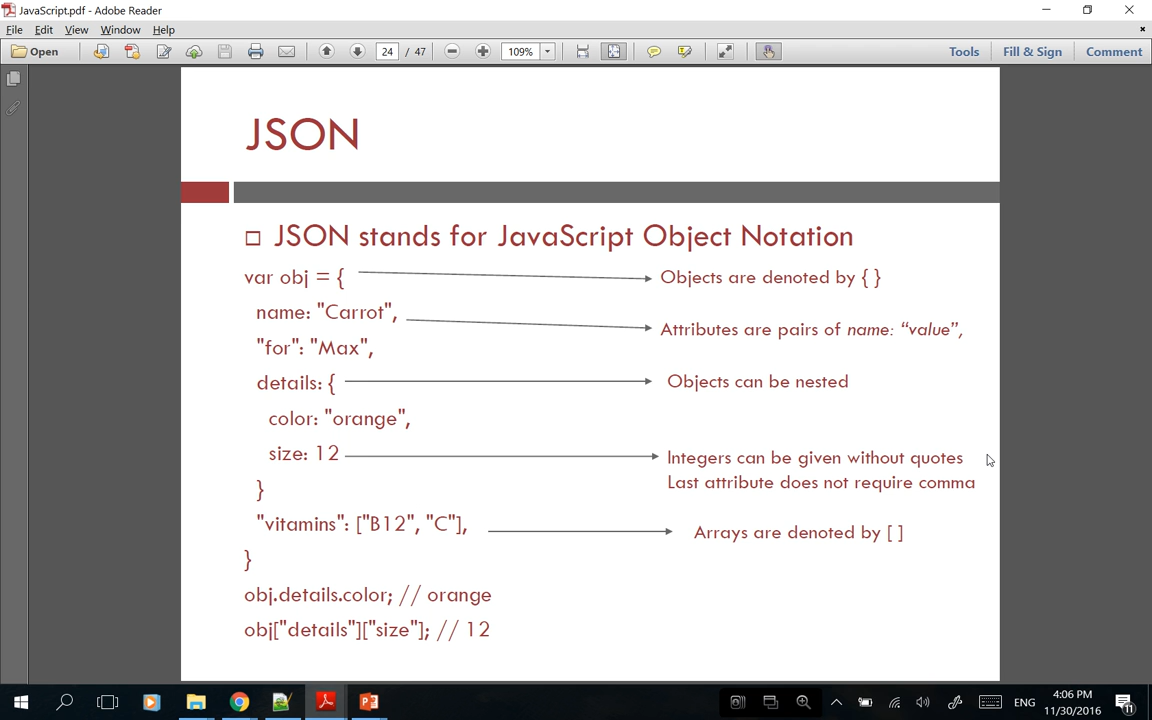 JavaScript.pdf - Adobe Reader
File Edit View Window Help
Open 24 / 47 109% Tools Fill & Sign Comment
JSON
JSON stands for JavaScript Object Notation
var obj = { Objects are denoted by { }
name: "Carrot", Attributes are pairs of name: “value”,
"for": "Max",
details: { Objects can be nested
color: "orange",
size: 12 Integers can be given without quotes
Last attribute does not require comma
}
"vitamins": ["B12", "C"], Arrays are denoted by [ ]
}
obj.details.color; // orange
obj["details"]["size"]; // 12
ENG 4:06 PM
11/30/2016 11